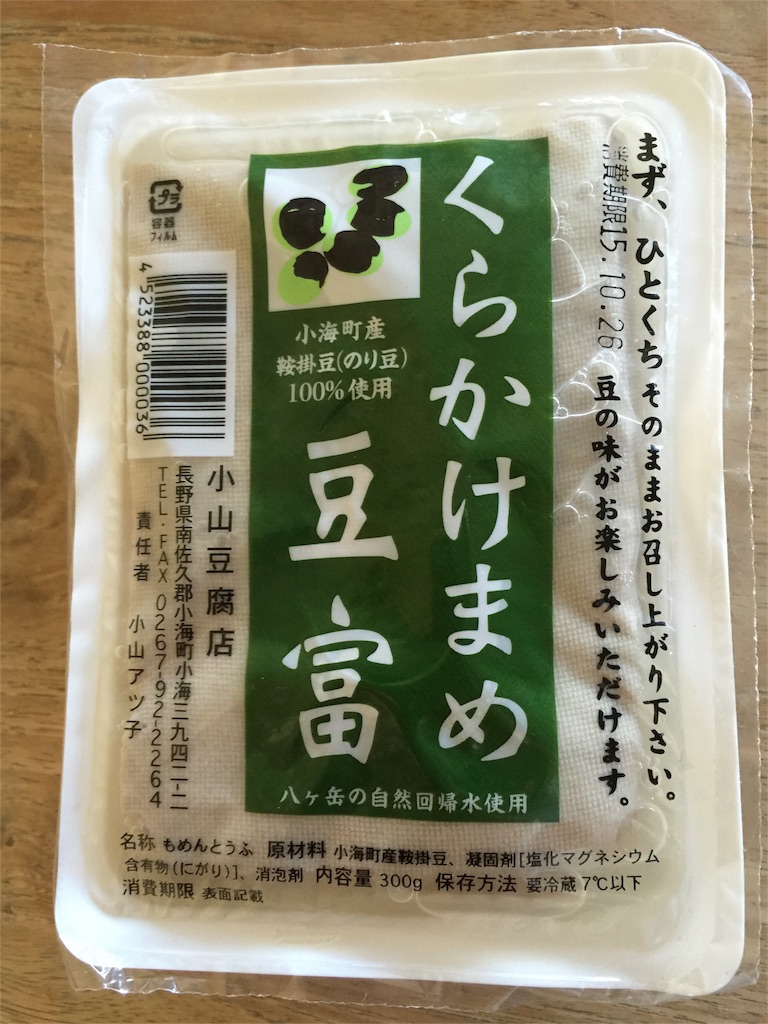 まず、ひとくち そのままお召し上がり下さい。
消費期限15.10.26
豆の味がお楽しみいただけます。
くらかけまめ
豆富
小海町産
鞍掛豆(のり豆)
100%使用
八ヶ岳の自然回帰水使用
プラ
容器
フィルム
4 523388 000036
小山豆腐店
長野県南佐久郡小海町小海三九四二-二
TEL・FAX 0267-92-2264
責任者 小山アツ子
名称 もめんとうふ 原材料 小海町産鞍掛豆、凝固剤[塩化マグネシウム
含有物(にがり)]、消泡剤 内容量 300g 保存方法 要冷蔵 7℃以下
消費期限 表面記載